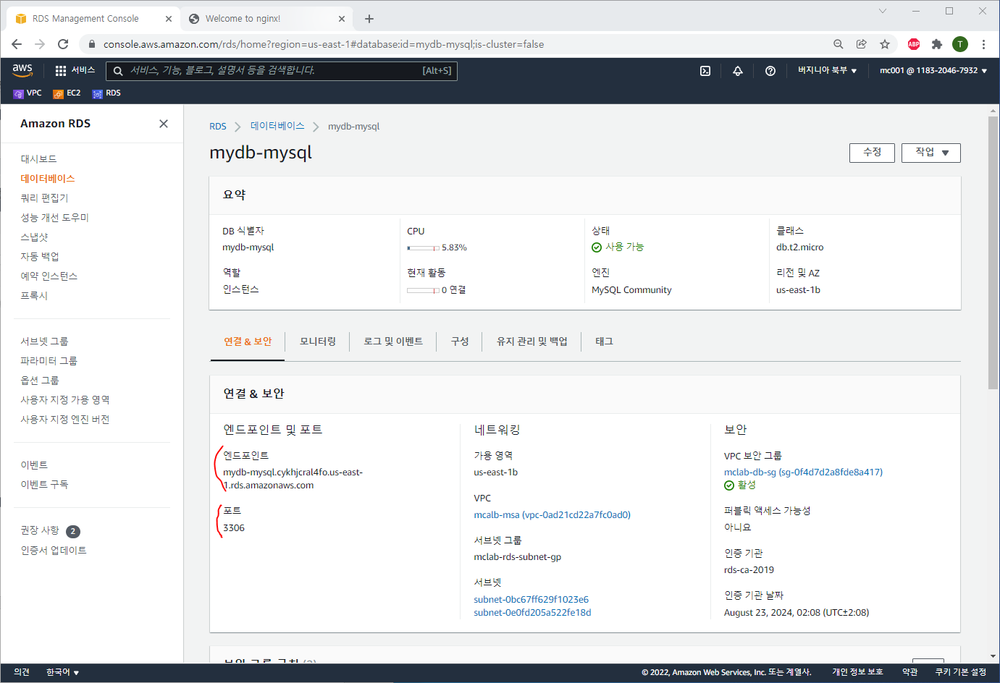 RDS Management Console
Welcome to nginx!
console.aws.amazon.com/rds/home?region=us-east-1#database:id=mydb-mysql;is-cluster=false
ABP
T
aws
서비스
서비스, 기능, 블로그, 설명서 등을 검색합니다.
[Alt+S]
버지니아 북부
mc001 @ 1183-2046-7932
VPC
EC2
RDS
Amazon RDS
대시보드
데이터베이스
쿼리 편집기
성능 개선 도우미
스냅샷
자동 백업
예약 인스턴스
프록시
서브넷 그룹
파라미터 그룹
옵션 그룹
사용자 지정 가용 영역
사용자 지정 엔진 버전
이벤트
이벤트 구독
권장 사항 2
인증서 업데이트
RDS
데이터베이스
mydb-mysql
mydb-mysql
수정
작업
요약
DB 식별자
mydb-mysql
CPU
5.83%
상태
사용 가능
클래스
db.t2.micro
역할
인스턴스
현재 활동
0 연결
엔진
MySQL Community
리전 및 AZ
us-east-1b
연결 & 보안
모니터링
로그 및 이벤트
구성
유지 관리 및 백업
태그
연결 & 보안
엔드포인트 및 포트
엔드포인트
mydb-mysql.cykhjcral4fo.us-east-
1.rds.amazonaws.com
포트
3306
네트워킹
가용 영역
us-east-1b
VPC
mcalb-msa (vpc-0ad21cd22a7fc0ad0)
서브넷 그룹
mclab-rds-subnet-gp
서브넷
subnet-0bc67ff629f1023e6
subnet-0e0fd205a522fe18d
보안
VPC 보안 그룹
mclab-db-sg (sg-0f4d7d2a8fde8a417)
활성
퍼블릭 액세스 가능성
아니요
인증 기관
rds-ca-2019
인증 기관 날짜
August 23, 2024, 02:08 (UTC±2:08)
의견
한국어
© 2022, Amazon Web Services, Inc. 또는 계열사.
개인 정보 보호
약관
쿠키 기본 설정